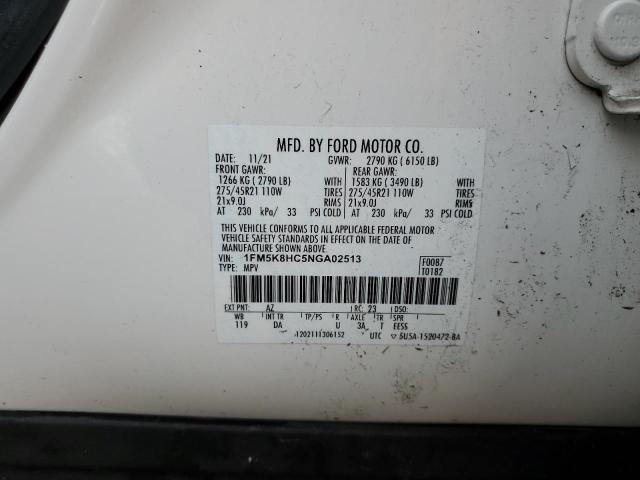 MFD. BY FORD MOTOR CO.
DATE: 11/21 GVWR: 2790 KG ( 6150 LB)
FRONT GAWR: REAR GAWR:
1266 KG ( 2790 LB) WITH 1583 KG ( 3490 LB) WITH
275/45R21 110W TIRES 275/45R21 110W TIRES
21x9.0J RIMS 21x9.0J RIMS
AT 230 kPa/ 33 PSI COLD AT 230 kPa/ 33 PSI COLD
THIS VEHICLE CONFORMS TO ALL APPLICABLE FEDERAL MOTOR
VEHICLE SAFETY STANDARDS IN EFFECT ON THE DATE OF
MANUFACTURE SHOWN ABOVE.
VIN: 1FM5K8HC5NGA02513 F0087
TYPE: MPV T0182
EXT PNT: AZ RC: 23 DSO:
WB INT TR TP/PS R AXLE TR SPR
119 DA U 3A T EESS
UTC